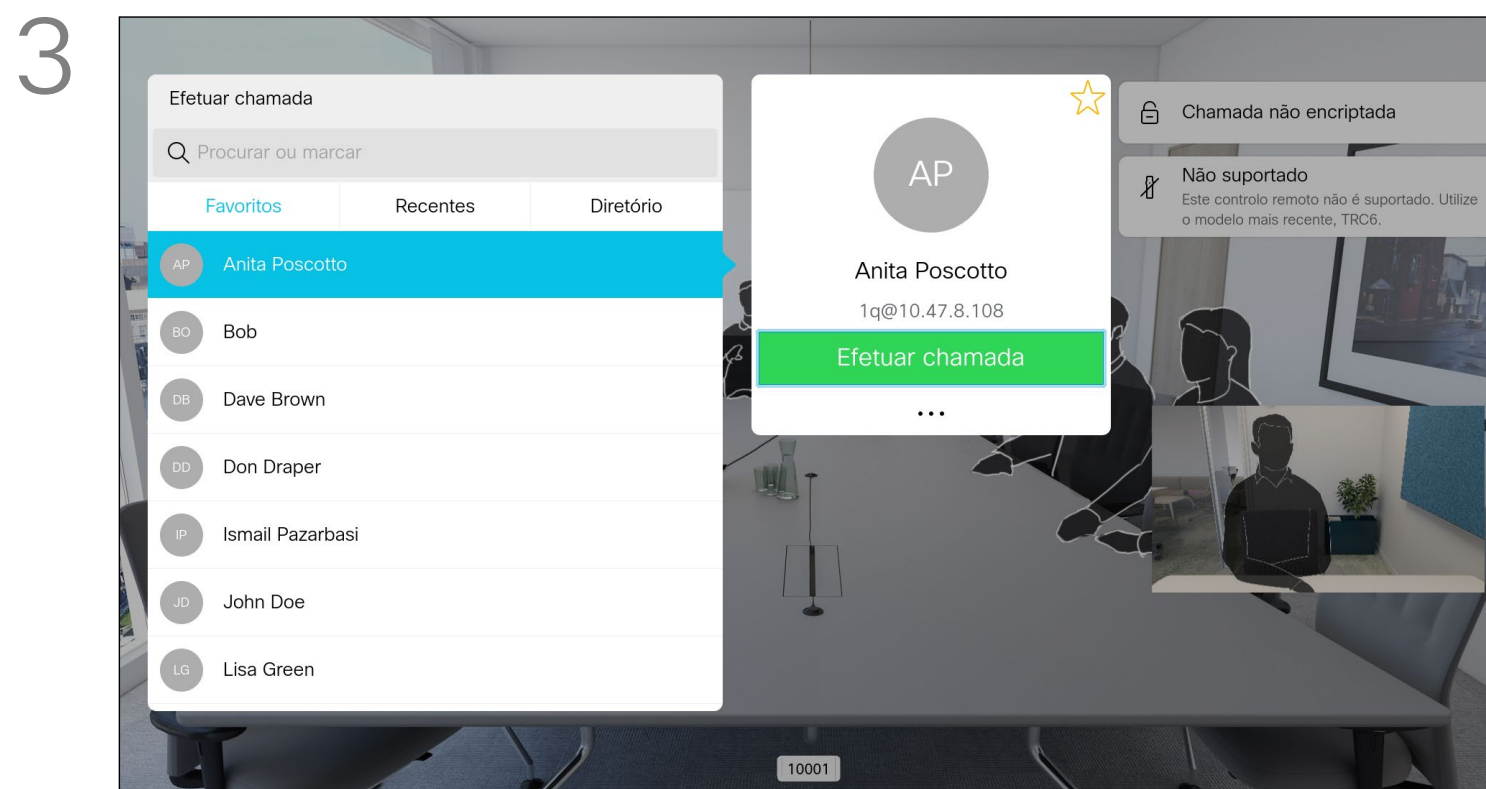 3
Efetuar chamada
Procurar ou marcar
Favoritos Recentes Diretório
AP Anita Poscotto
BO Bob
DB Dave Brown
DD Don Draper
IP Ismail Pazarbasi
JD John Doe
LG Lisa Green
AP
Anita Poscotto
1q@10.47.8.108
Efetuar chamada
...
Chamada não encriptada
Não suportado
Este controlo remoto não é suportado. Utilize
o modelo mais recente, TRC6.
10001